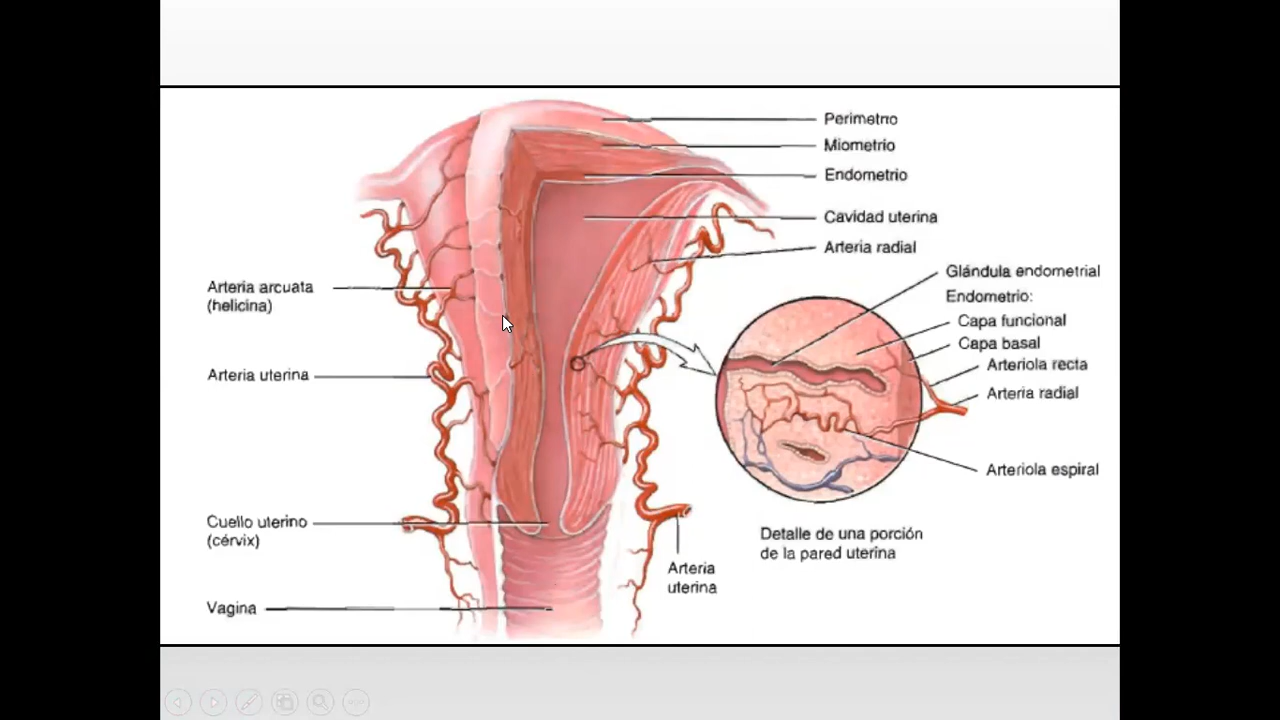 Perimetrio
Miometrio
Endometrio
Cavidad uterina
Arteria radial
Glándula endometrial
Endometrio:
Capa funcional
Capa basal
Arteriola recta
Arteria radial
Arteriola espiral
Detalle de una porción
de la pared uterina
Arteria arcuata
(helicina)
Arteria uterina
Cuello uterino
(cérvix)
Vagina
Arteria
uterina